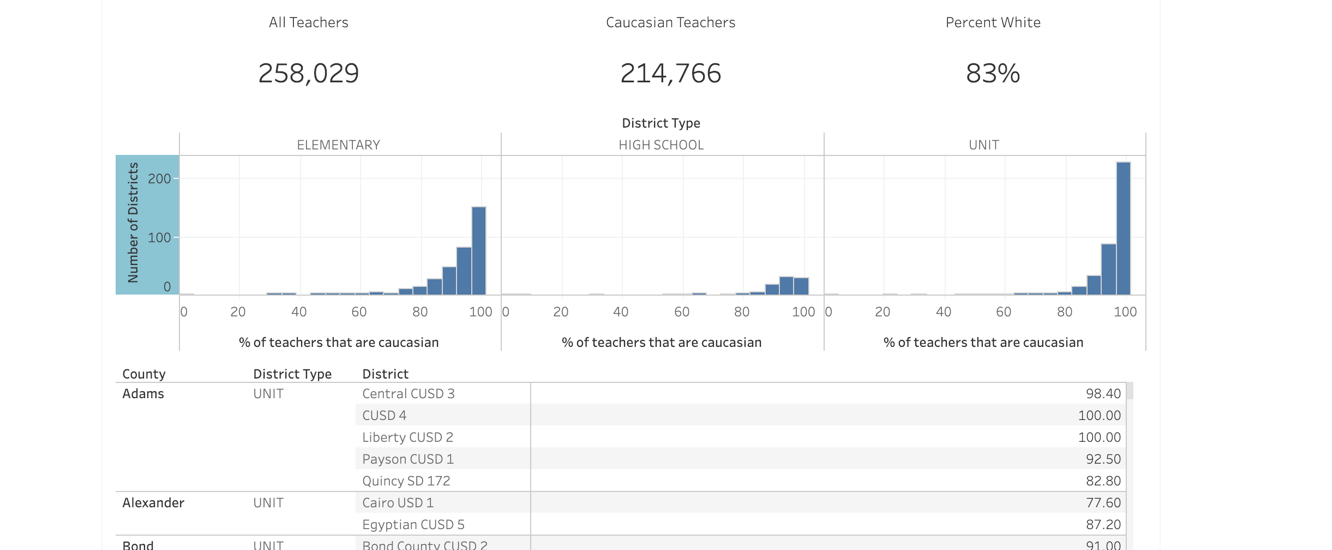 All Teachers Caucasian Teachers Percent White
258,029 214,766 83%
District Type
ELEMENTARY HIGH SCHOOL UNIT
Number of Districts
200
100
0
0 20 40 60 80 100 0 20 40 60 80 100 0 20 40 60 80 100
% of teachers that are caucasian % of teachers that are caucasian % of teachers that are caucasian
County District Type District
Adams UNIT Central CUSD 3 98.40
CUSD 4 100.00
Liberty CUSD 2 100.00
Payson CUSD 1 92.50
Quincy SD 172 82.80
Alexander UNIT Cairo USD 1 77.60
Egyptian CUSD 5 87.20
Bond UNIT Bond County CUSD 2 91.00